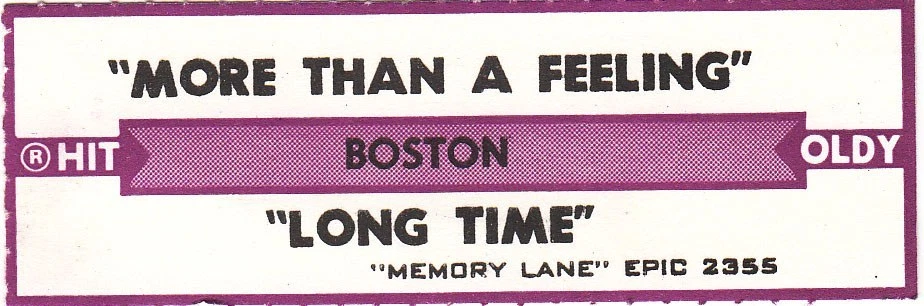 "MORE THAN A FEELING"
® HIT BOSTON OLDY
"LONG TIME"
"MEMORY LANE" EPIC 2355